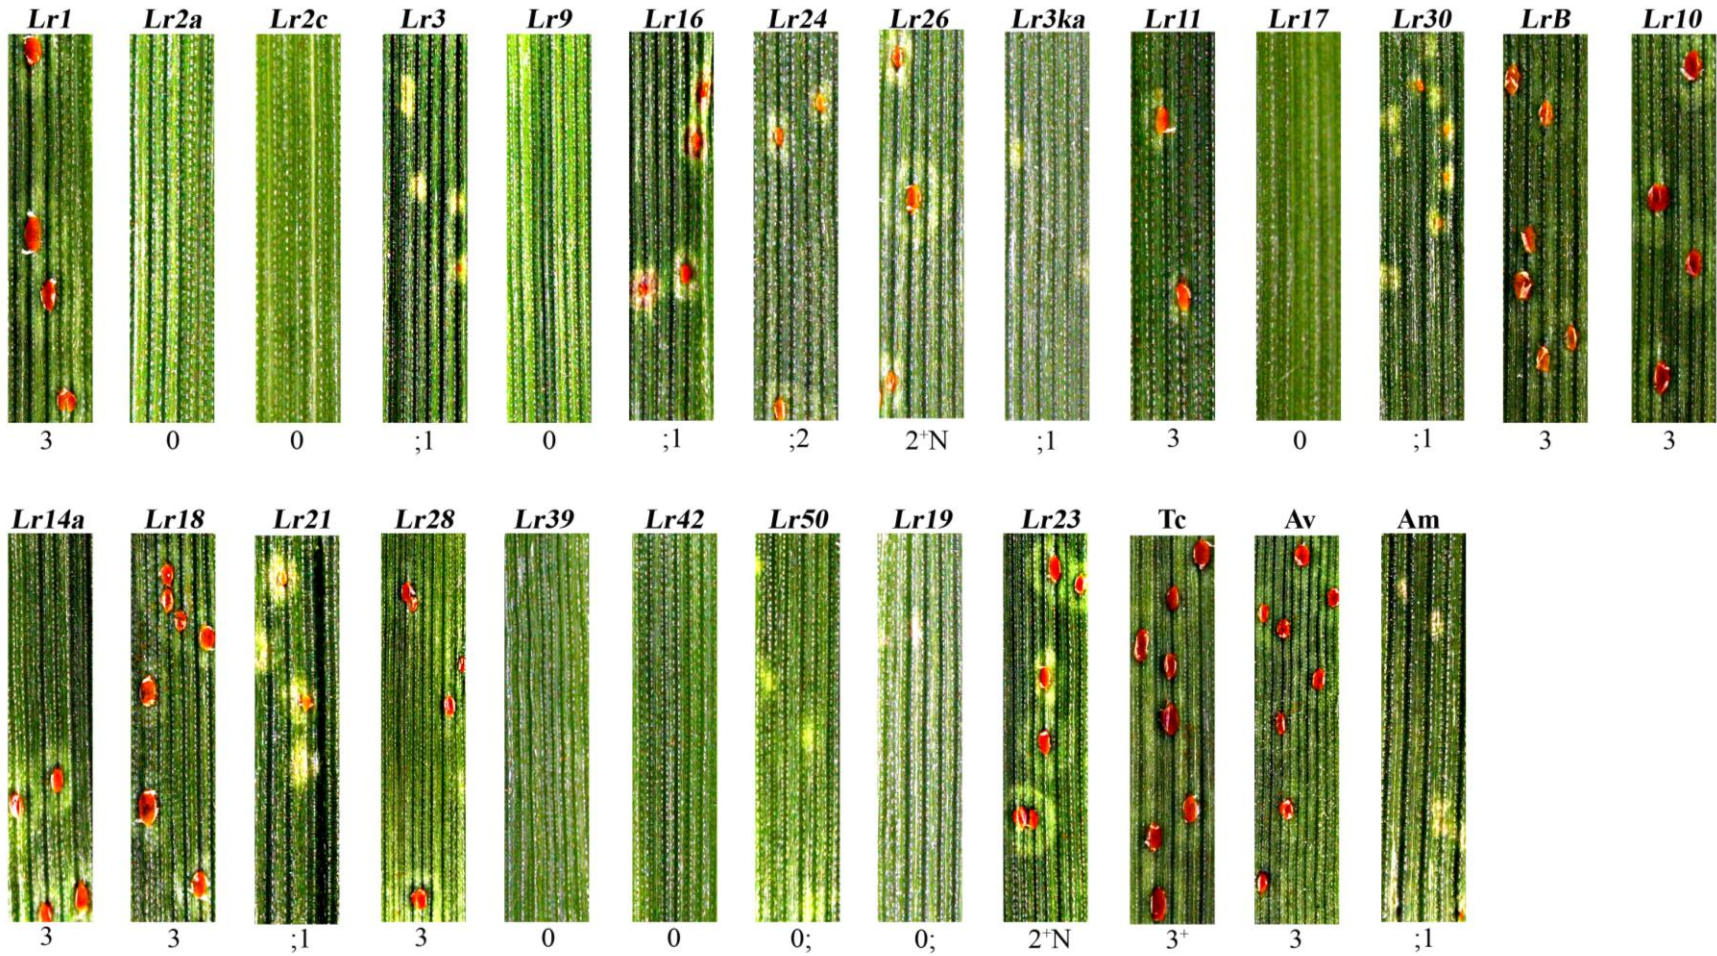 Lr1 Lr2a Lr2c Lr3 Lr9 Lr16 Lr24 Lr26 Lr3ka Lr11 Lr17 Lr30 LrB Lr10
3 0 0 ;1 0 ;1 ;2 2⁺N ;1 3 0 ;1 3 3
Lr14a Lr18 Lr21 Lr28 Lr39 Lr42 Lr50 Lr19 Lr23 Tc Av Am
3 3 ;1 3 0 0 0; 0; 2⁺N 3⁺ 3 ;1